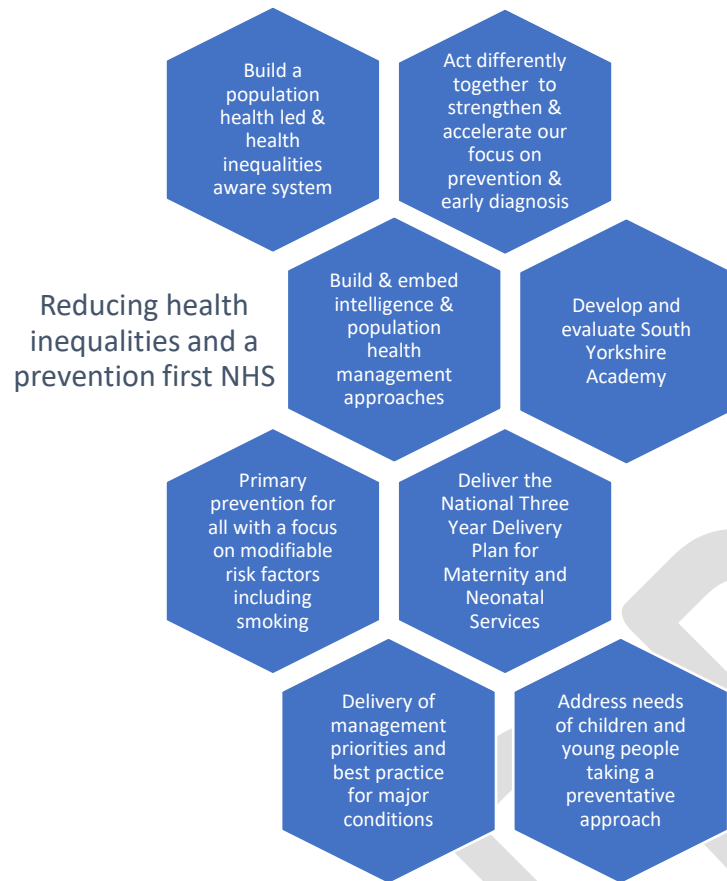 Build a
population
health led &
health
inequalities
aware system
Act differently
together to
strengthen &
accelerate our
focus on
prevention &
early diagnosis
Reducing health
inequalities and a
prevention first NHS
Build & embed
intelligence &
population
health
management
approaches
Develop and
evaluate South
Yorkshire
Academy
Primary
prevention for
all with a focus
on modifiable
risk factors
including
smoking
Deliver the
National Three
Year Delivery
Plan for
Maternity and
Neonatal
Services
Delivery of
management
priorities and
best practice
for major
conditions
Address needs
of children and
young people
taking a
preventative
approach